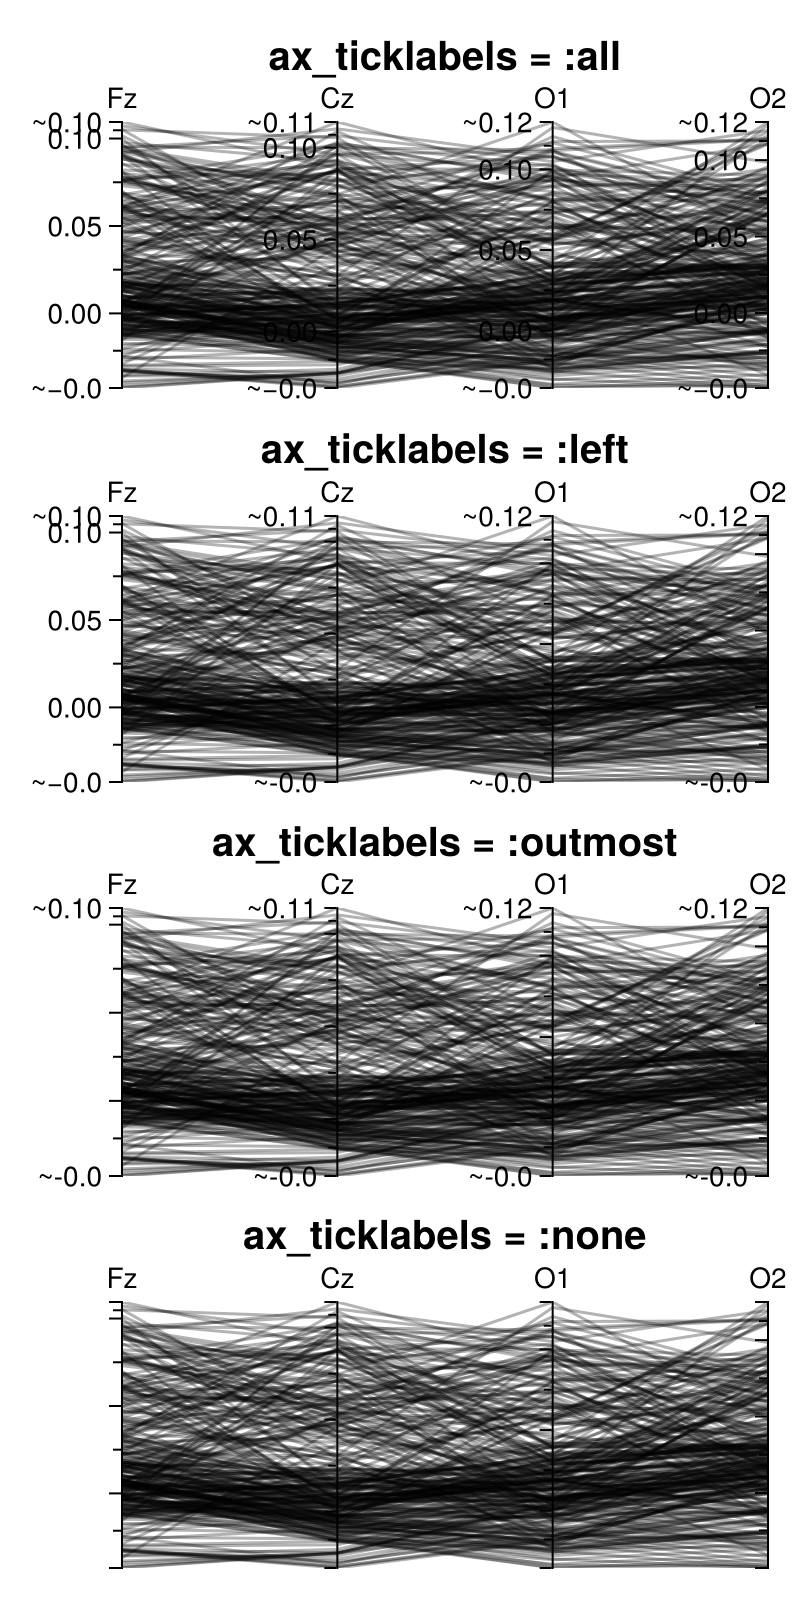 ax_ticklabels = :all
Fz Cz O1 O2
~0.10 ~0.11 ~0.12 ~0.12
0.10 0.10 0.10 0.10
0.05 0.05 0.05 0.05
0.00 0.00 0.00 0.00
~−0.0 ~-0.0 ~-0.0 ~-0.0
ax_ticklabels = :left
Fz Cz O1 O2
~0.10 ~0.11 ~0.12 ~0.12
0.10
0.05
0.00
~−0.0 ~-0.0 ~-0.0 ~-0.0
ax_ticklabels = :outmost
Fz Cz O1 O2
~0.10 ~0.11 ~0.12 ~0.12
~-0.0 ~-0.0 ~-0.0 ~-0.0
ax_ticklabels = :none
Fz Cz O1 O2